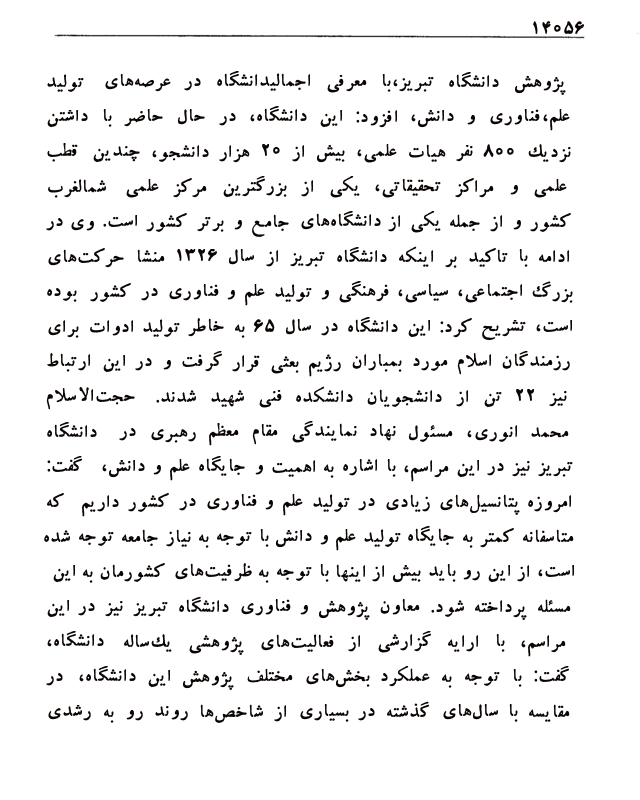 ۱۴۰۵۶
پژوهش دانشگاه تبریز،با معرفی اجمالیدانشگاه در عرصه‌های تولید
علم،فناوری و دانش، افزود: این دانشگاه، در حال حاضر با داشتن
نزدیك ۸۰۰ نفر هیات علمی، بیش از ۲۰ هزار دانشجو، چندین قطب
علمی و مراکز تحقیقاتی، یکی از بزرگترین مرکز علمی شمالغرب
کشور و از جمله یکی از دانشگاه‌های جامع و برتر کشور است. وی در
ادامه با تاکید بر اینکه دانشگاه تبریز از سال ۱۳۲۶ منشا حرکت‌های
بزرگ اجتماعی، سیاسی، فرهنگی و تولید علم و فناوری در کشور بوده
است، تشریح کرد: این دانشگاه در سال ۶۵ به خاطر تولید ادوات برای
رزمندگان اسلام مورد بمباران رژیم بعثی قرار گرفت و در این ارتباط
نیز ۲۲ تن از دانشجویان دانشکده فنی شهید شدند. حجت‌الاسلام
محمد انوری، مسئول نهاد نمایندگی مقام معظم رهبری در دانشگاه
تبریز نیز در این مراسم، با اشاره به اهمیت و جایگاه علم و دانش، گفت:
امروزه پتانسیل‌های زیادی در تولید علم و فناوری در کشور داریم که
متاسفانه کمتر به جایگاه تولید علم و دانش با توجه به نیاز جامعه توجه شده
است، از این رو باید بیش از اینها با توجه به ظرفیت‌های کشورمان به این
مسئله پرداخته شود. معاون پژوهش و فناوری دانشگاه تبریز نیز در این
مراسم، با ارایه گزارشی از فعالیت‌های پژوهشی یك‌ساله دانشگاه،
گفت: با توجه به عملکرد بخش‌های مختلف پژوهش این دانشگاه، در
مقایسه با سال‌های گذشته در بسیاری از شاخص‌ها روند رو به رشدی